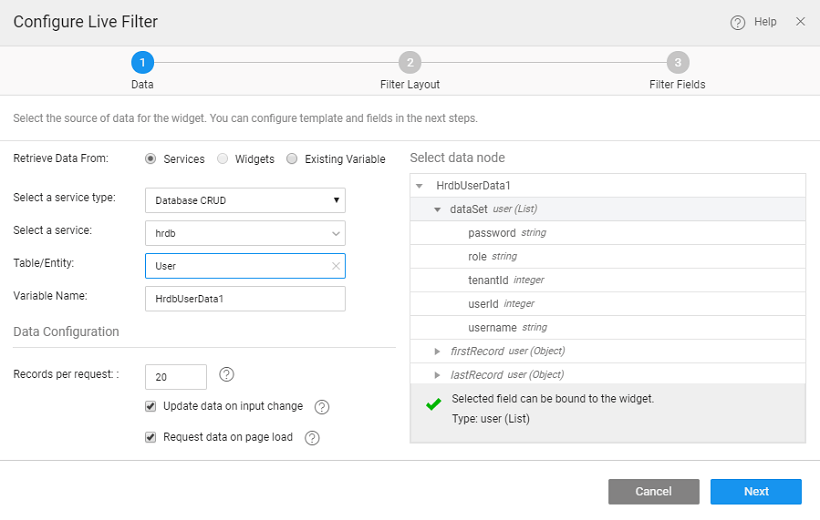 Configure Live Filter
Help
1
2
3
Data
Filter Layout
Filter Fields
Select the source of data for the widget. You can configure template and fields in the next steps.
Retrieve Data From:
Services
Widgets
Existing Variable
Select a service type:
Database CRUD
Select a service:
hrdb
Table/Entity:
User
Variable Name:
HrdbUserData1
Data Configuration
Records per request: :
20
?
Update data on input change
?
Request data on page load
?
Select data node
HrdbUserData1
dataSet user (List)
password string
role string
tenantId integer
userId integer
username string
firstRecord user (Object)
lastRecord user (Object)
Selected field can be bound to the widget.
Type: user (List)
Cancel
Next